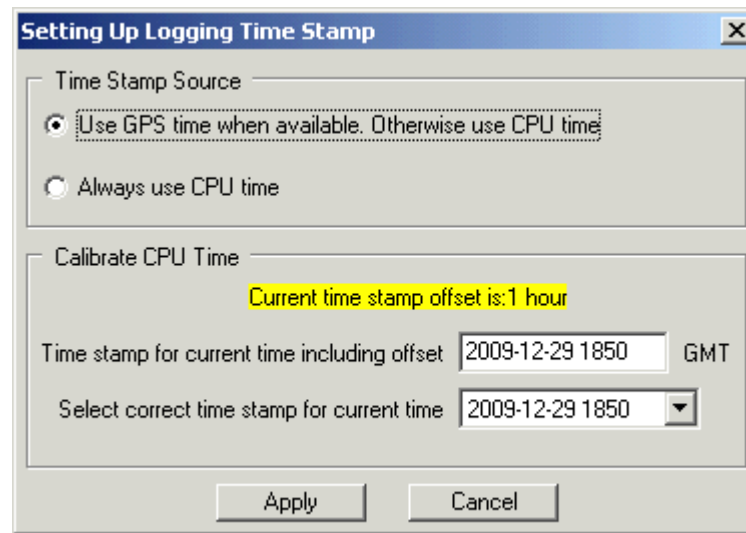 Setting Up Logging Time Stamp
Time Stamp Source
Use GPS time when available. Otherwise use CPU time
Always use CPU time
Calibrate CPU Time
Current time stamp offset is:1 hour
Time stamp for current time including offset 2009-12-29 1850 GMT
Select correct time stamp for current time 2009-12-29 1850
Apply Cancel